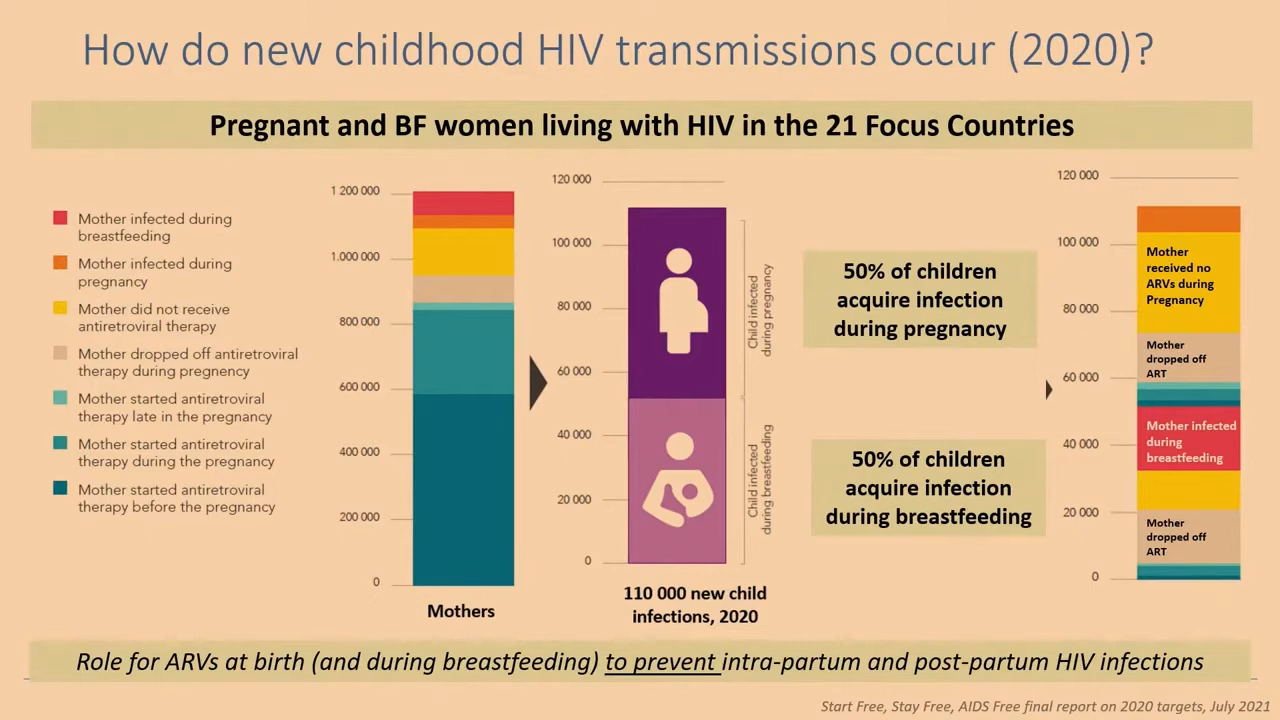 How do new childhood HIV transmissions occur (2020)?
Pregnant and BF women living with HIV in the 21 Focus Countries
Mother infected during
breastfeeding
Mother infected during
pregnancy
Mother did not receive
antiretroviral therapy
Mother dropped off antiretroviral
therapy during pregnency
Mother started antiretroviral
therapy late in the pregnancy
Mother started antiretroviral
therapy during the pregnancy
Mother started antiretroviral
therapy before the pregnancy
1 200 000
1.000 000
800 000
600 000
400 000
200 000
0
Mothers
120 000
100 000
80 000
60 000
40 000
20 000
0
Child infected
during pregnancy
Child infected
during breastfeeding
110 000 new child
infections, 2020
50% of children
acquire infection
during pregnancy
50% of children
acquire infection
during breastfeeding
120 000
100 000
80 000
60 000
40 000
20 000
0
Mother
received no
ARVs during
Pregnancy
Mother
dropped off
ART
Mother infected
during
breastfeeding
Mother
dropped off
ART
Role for ARVs at birth (and during breastfeeding) to prevent intra-partum and post-partum HIV infections
Start Free, Stay Free, AIDS Free final report on 2020 targets, July 2021